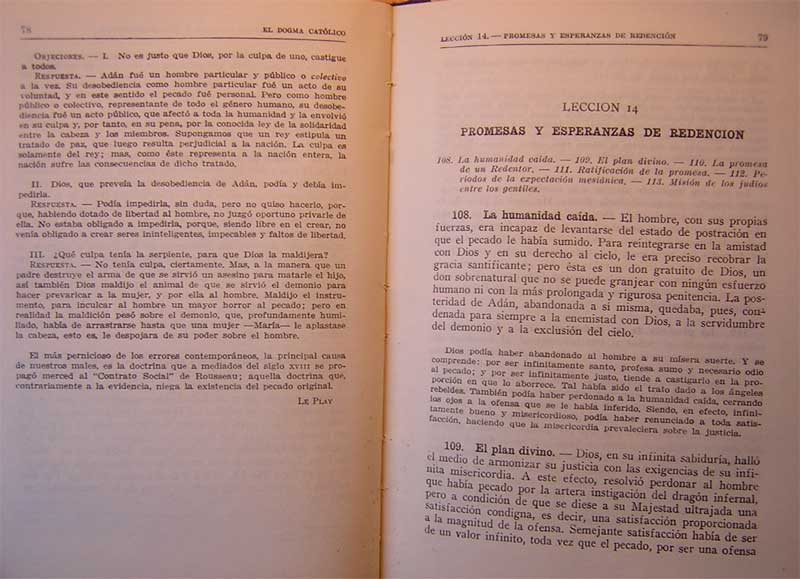 78
EL DOGMA CATÓLICO
OBJECIONES. — I. No es justo que Dios, por la culpa de uno, castigue
a todos.
RESPUESTA. — Adán fué un hombre particular y público o colectivo
a la vez. Su desobediencia como hombre particular fué un acto de su
voluntad, y en este sentido el pecado fué personal. Pero como hombre
público o colectivo, representante de todo el género humano, su desobe-
diencia fué un acto público, que afectó a toda la humanidad y la envolvió
en su culpa y, por tanto, en su pena, por la conocida ley de la solidaridad
entre la cabeza y los miembros. Supongamos que un rey estipula un
tratado de paz, que luego resulta perjudicial a la nación. La culpa es
solamente del rey; mas, como éste representa a la nación entera, la
nación sufre las consecuencias de dicho tratado.
II. Dios, que preveía la desobediencia de Adán, podía y debía im-
pedirla.
RESPUESTA. — Podía impedirla, sin duda, pero no quiso hacerlo, por-
que, habiendo dotado de libertad al hombre, no juzgó oportuno privarle de
ella. No estaba obligado a impedirla, porque, siendo libre en el crear, no
venía obligado a crear seres ininteligentes, impecables y faltos de libertad.
III. ¿Qué culpa tenía la serpiente, para que Dios la maldijera?
RESPUESTA. — No tenía culpa, ciertamente. Mas, a la manera que un
padre destruye el arma de que se sirvió un asesino para matarle el hijo,
así también Dios maldijo el animal de que se sirvió el demonio para
hacer prevaricar a la mujer, y por ella al hombre. Maldijo el instru-
mento, para inculcar al hombre un mayor horror al pecado; pero en
realidad la maldición pesó sobre el demonio, que, profundamente humi-
llado, había de arrastrarse hasta que una mujer —María— le aplastase
la cabeza, esto es, le despojara de su poder sobre el hombre.
El más pernicioso de los errores contemporáneos, la principal causa
de nuestros males, es la doctrina que a mediados del siglo XVIII se pro-
pagó merced al "Contrato Social" de Rousseau; aquella doctrina que,
contrariamente a la evidencia, niega la existencia del pecado original.
LE PLAY
LECCIÓN 14. — PROMESAS Y ESPERANZAS DE REDENCIÓN
79
LECCION 14
PROMESAS Y ESPERANZAS DE REDENCION
108. La humanidad caída. — 109. El plan divino. — 110. La promesa
de un Redentor. — 111. Ratificación de la promesa. — 112. Pe-
ríodos de la expectación mesiánica. — 113. Misión de los judíos
entre los gentiles.
108. La humanidad caída. — El hombre, con sus propias
fuerzas, era incapaz de levantarse del estado de postración en
que el pecado le había sumido. Para reintegrarse en la amistad
con Dios y en su derecho al cielo, le era preciso recobrar la
gracia santificante; pero ésta es un don gratuito de Dios, un
don sobrenatural que no se puede granjear con ningún esfuerzo
humano ni con la más prolongada y rigurosa penitencia. La pos-
teridad de Adán, abandonada a sí misma, quedaba, pues, con-
denada para siempre a la enemistad con Dios, a la servidumbre
del demonio y a la exclusión del cielo.
Dios podía haber abandonado al hombre a su mísera suerte. Y se
comprende: por ser infinitamente santo, profesa sumo y necesario odio
al pecado; y por ser infinitamente justo, tiende a castigarlo en la pro-
porción en que lo aborrece. Tal había sido el trato dado a los ángeles
rebeldes. También podía haber perdonado a la humanidad caída, cerrando
los ojos a la ofensa que se le había inferido. Siendo, en efecto, infini-
tamente bueno y misericordioso, podía haber renunciado a toda satis-
facción, haciendo que la misericordia prevaleciera sobre la justicia.
109. El plan divino. — Dios, en su infinita sabiduría, halló
el medio de armonizar su justicia con las exigencias de su infi-
nita misericordia. A este efecto, resolvió perdonar al hombre
que había pecado por la artera instigación del dragón infernal,
pero a condición de que se diese a su Majestad ultrajada una
satisfacción condigna, es decir, una satisfacción proporcionada
a la magnitud de la ofensa. Semejante satisfacción había de ser
de un valor infinito, toda vez que el pecado, por ser una ofensa